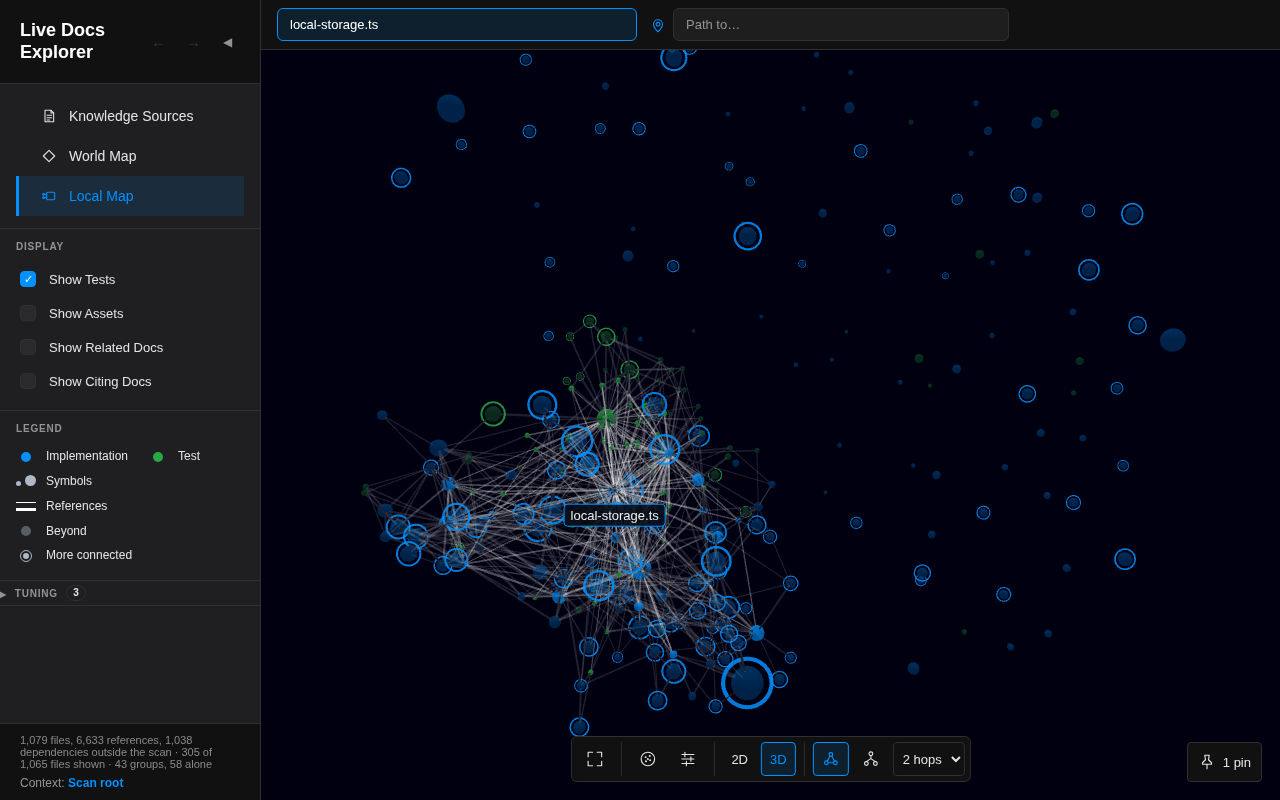 Live Docs
Explorer
local-storage.ts
Path to…
Knowledge Sources
World Map
Local Map
DISPLAY
Show Tests
Show Assets
Show Related Docs
Show Citing Docs
LEGEND
Implementation
Test
Symbols
References
Beyond
More connected
TUNING 3
1,079 files, 6,633 references, 1,038
dependencies outside the scan · 305 of
1,065 files shown · 43 groups, 58 alone
Context: Scan root
local-storage.ts
2D
3D
2 hops
1 pin